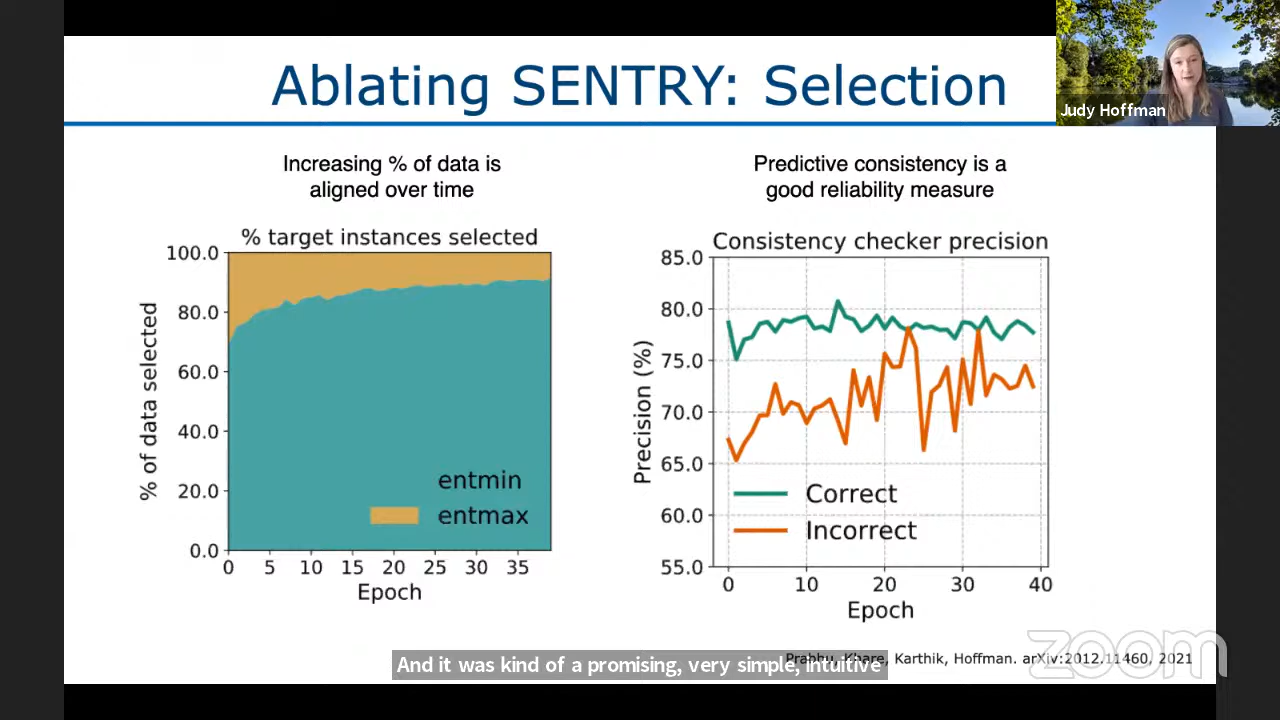 Ablating SENTRY: Selection
Judy Hoffman
Increasing % of data is
aligned over time
Predictive consistency is a
good reliability measure
% target instances selected
100.0
80.0
60.0
40.0
20.0
0.0
% of data selected
entmin
entmax
0 5 10 15 20 25 30 35
Epoch
Consistency checker precision
85.0
80.0
75.0
70.0
65.0
60.0
55.0
Precision (%)
Correct
Incorrect
0 10 20 30 40
Epoch
Prabhu, Khare, Karthik, Hoffman. arXiv:2012.11460, 2021
And it was kind of a promising, very simple, intuitive
zoom